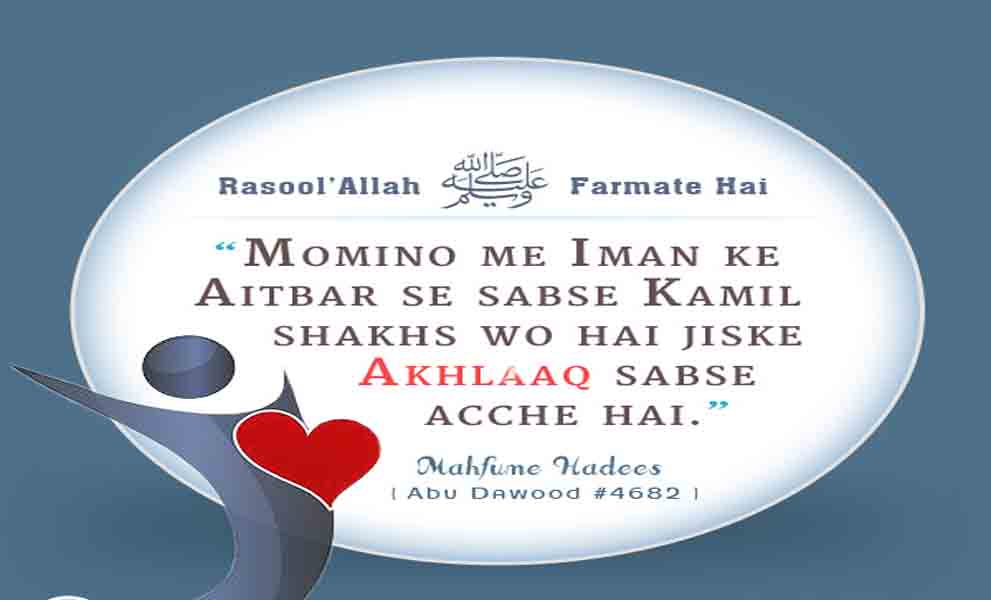 Rasool'Allah ﷺ Farmate Hai
“Momino me Iman ke
Aitbar se sabse Kamil
shakhs wo hai jiske
Akhlaaq sabse
acche hai.”
Mahfume Hadees
( Abu Dawood #4682 )